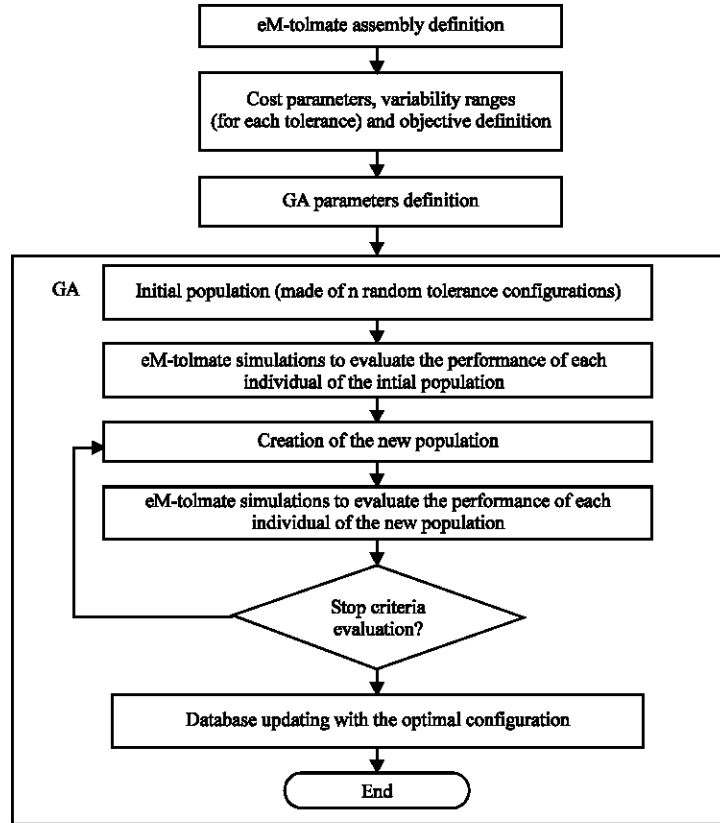 eM-tolmate assembly definition
Cost parameters, variability ranges
(for each tolerance) and objective definition
GA parameters definition
GA
Initial population (made of n random tolerance configurations)
eM-tolmate simulations to evaluate the performance of each
individual of the intial population
Creation of the new population
eM-tolmate simulations to evaluate the performance of each
individual of the new population
Stop criteria
evaluation?
Database updating with the optimal configuration
End